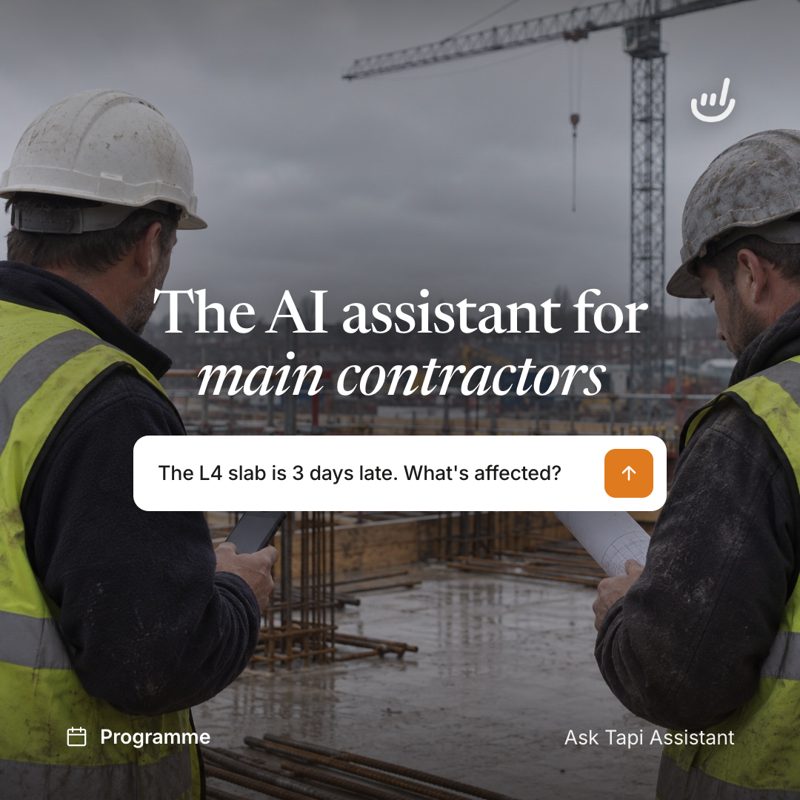 The AI assistant for
main contractors
The L4 slab is 3 days late. What's affected?
Programme
Ask Tapi Assistant